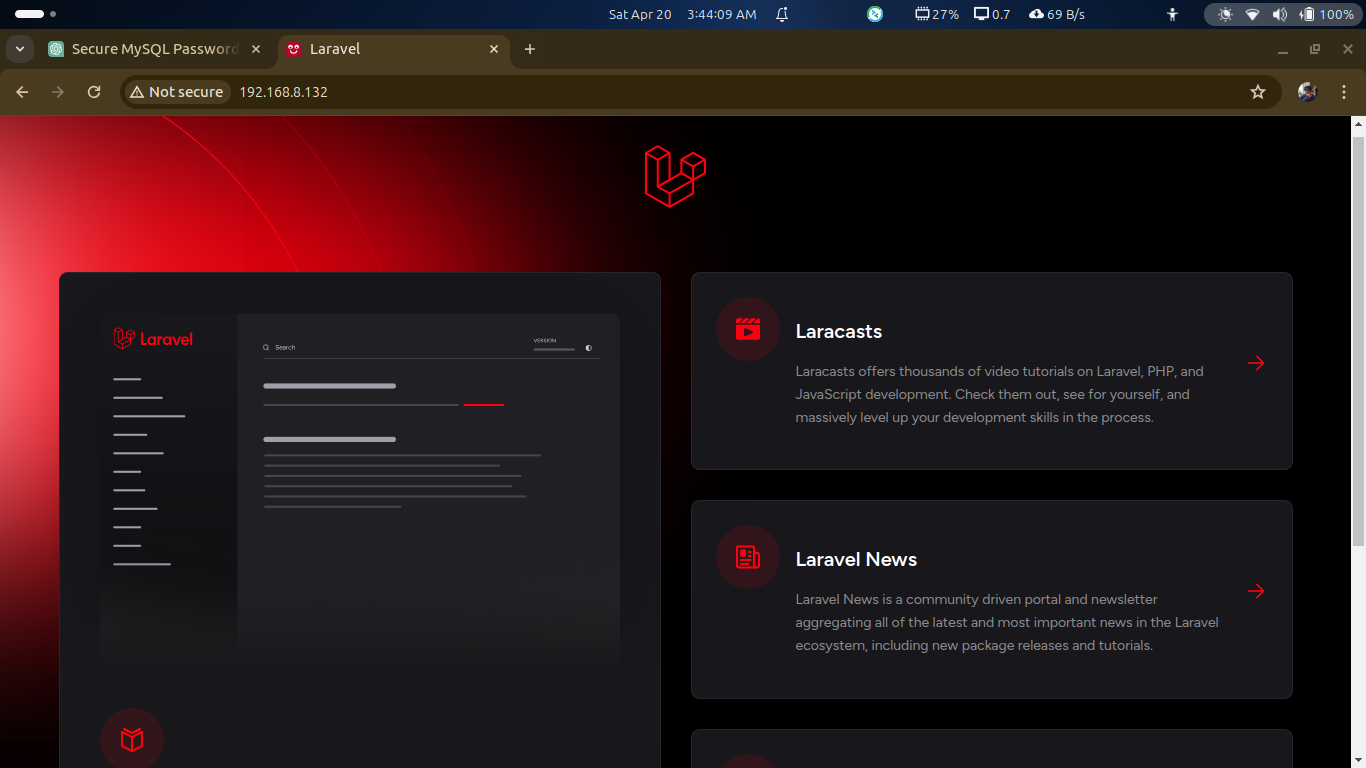 Sat Apr 20 3:44:09 AM 27% 0.7 69 B/s 100%
Secure MySQL Password Laravel
Not secure 192.168.8.132
Laravel
Search
VERSION
Laracasts
Laracasts offers thousands of video tutorials on Laravel, PHP, and
JavaScript development. Check them out, see for yourself, and
massively level up your development skills in the process.
Laravel News
Laravel News is a community driven portal and newsletter
aggregating all of the latest and most important news in the Laravel
ecosystem, including new package releases and tutorials.